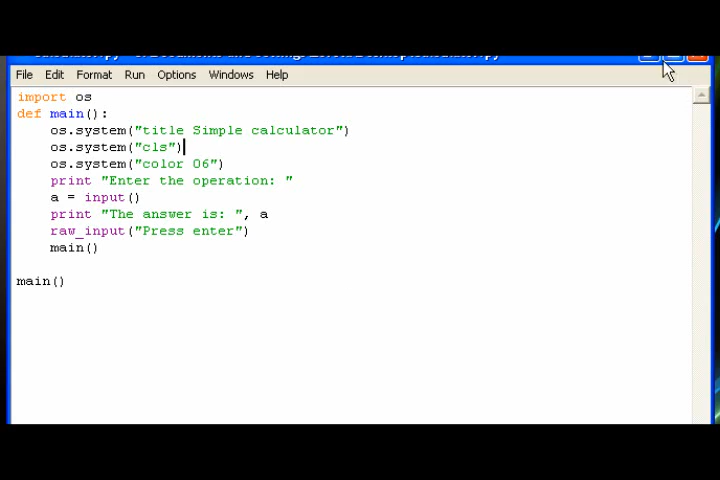 File Edit Format Run Options Windows Help
import os
def main():
    os.system("title Simple calculator")
    os.system("cls")
    os.system("color 06")
    print "Enter the operation: "
    a = input()
    print "The answer is: ", a
    raw_input("Press enter")
    main()
main()